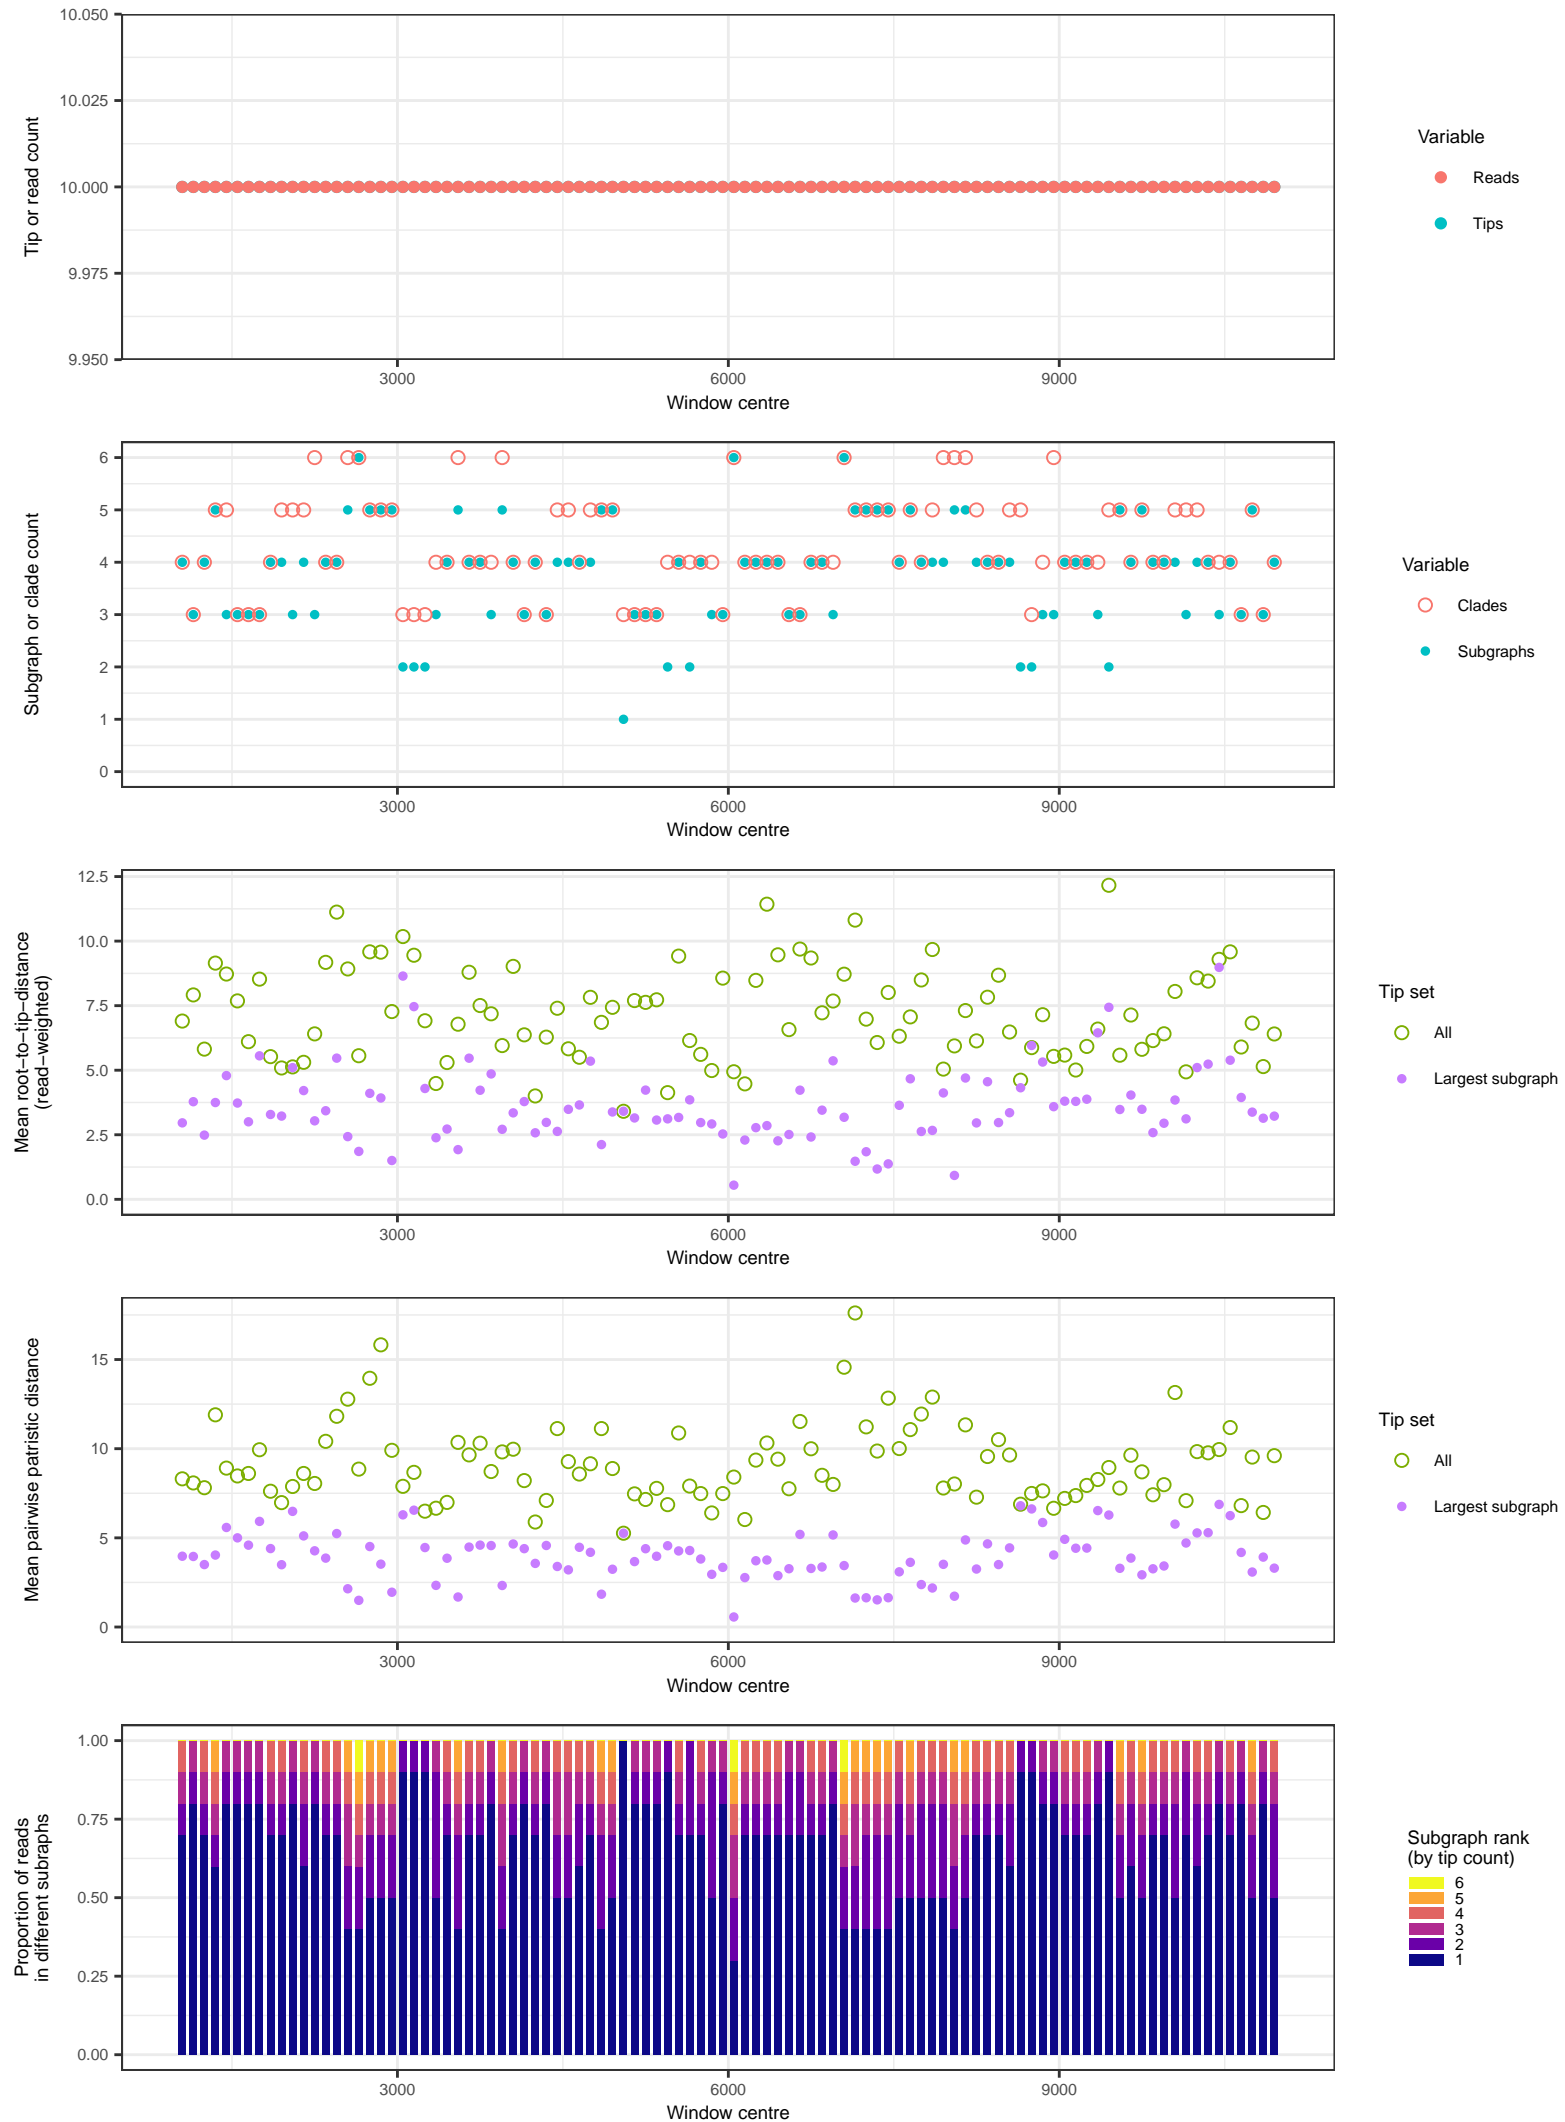 10.050
10.025
10.000
9.975
9.950
Tip or read count
3000
6000
9000
Window centre
Variable
Reads
Tips
6
5
4
3
2
1
0
Subgraph or clade count
3000
6000
9000
Window centre
Variable
Clades
Subgraphs
12.5
10.0
7.5
5.0
2.5
0.0
Mean root−to−tip−distance
(read−weighted)
3000
6000
9000
Window centre
Tip set
All
Largest subgraph
15
10
5
0
Mean pairwise patristic distance
3000
6000
9000
Window centre
Tip set
All
Largest subgraph
1.00
0.75
0.50
0.25
0.00
Proportion of reads
in different subraphs
3000
6000
9000
Window centre
Subgraph rank
(by tip count)
6
5
4
3
2
1